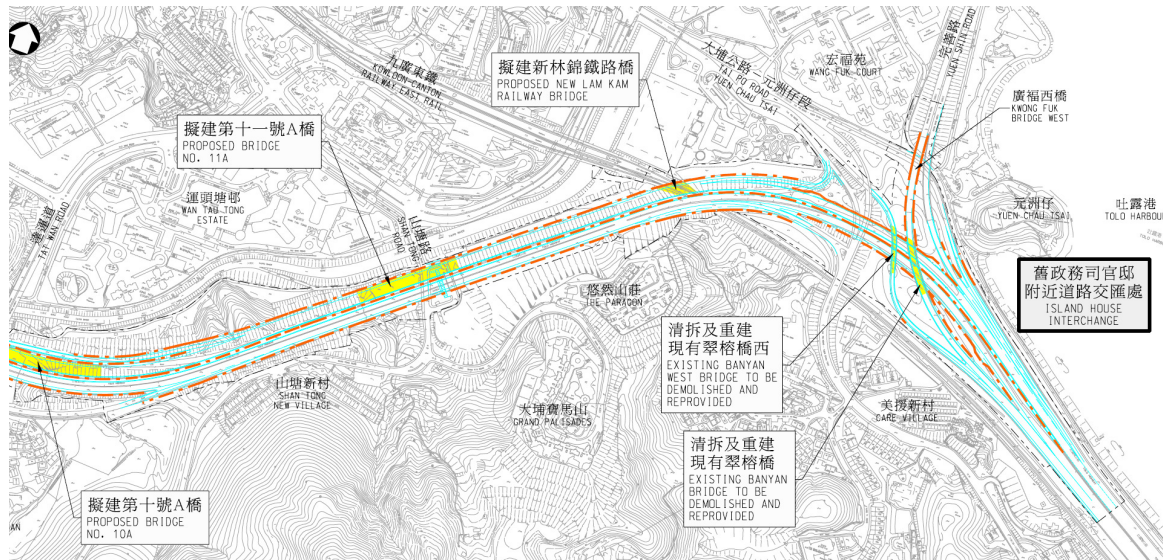 九廣東鐵
KOWLOON-CANTON
RAILWAY EAST RAIL
擬建新林錦鐵路橋
PROPOSED NEW LAM KAM
RAILWAY BRIDGE
大埔公路 - 元洲仔段
TAI PO ROAD
YUEN CHAU TSAI
宏福苑
WANG FUK COURT
完善路
YUEN SHIN ROAD
廣福西橋
KWONG FUK
BRIDGE WEST
擬建第十一號A橋
PROPOSED BRIDGE
NO. 11A
運頭塘邨
WAN TAU TONG
ESTATE
達運道
TAT WAN ROAD
山塘路
SHAN TONG
ROAD
元洲仔
YUEN CHAU TSAI
吐露港
TOLO HARBOU
舊政務司官邸
附近道路交匯處
ISLAND HOUSE
INTERCHANGE
悠然山莊
THE PARAGON
清拆及重建
現有翠榕橋西
EXISTING BANYAN
WEST BRIDGE TO BE
DEMOLISHED AND
REPROVIDED
山塘新村
SHAN TONG
NEW VILLAGE
大埔寶馬山
GRAND PALISADES
美援新村
CARE VILLAGE
清拆及重建
現有翠榕橋
EXISTING BANYAN
BRIDGE TO BE
DEMOLISHED AND
REPROVIDED
擬建第十號A橋
PROPOSED BRIDGE
NO. 10A
AN